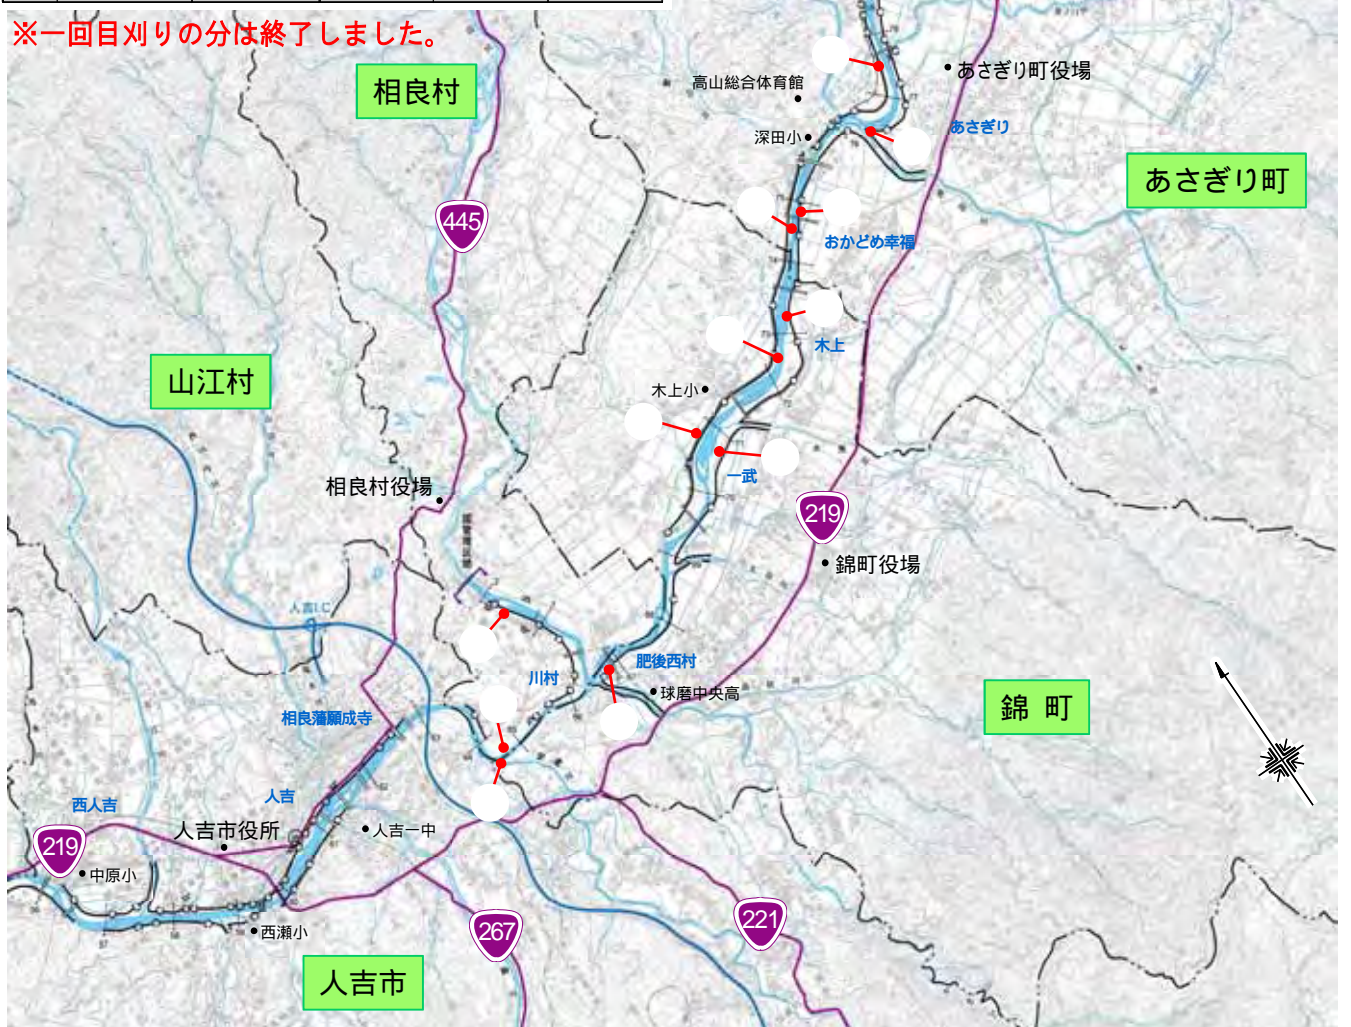 ※一回目刈りの分は終了しました。
相良村
高山総合体育館
あさぎり町役場
深田小
あさぎり
あさぎり町
445
おかどめ幸福
木上
山江村
木上小
一武
相良村役場
219
錦町役場
人吉I.C
肥後西村
川村
球磨中央高
錦 町
相良藩願成寺
西人吉
人吉
人吉市役所
人吉一中
219
中原小
西瀬小
267
221
人吉市